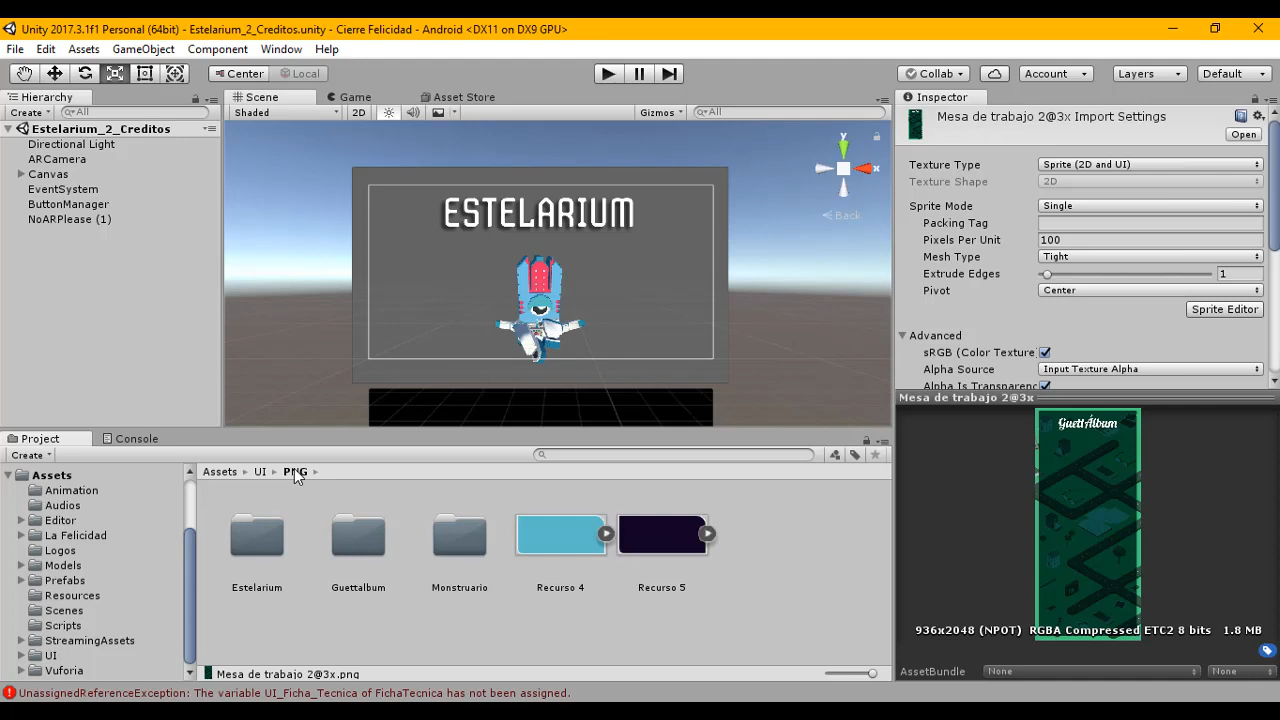 Unity 2017.3.1f1 Personal (64bit) - Estelarium_2_Creditos.unity - Cierre Felicidad - Android <DX11 on DX9 GPU>
File Edit Assets GameObject Component Window Help
Center Local Collab Account Layers Default
Hierarchy Scene Game Asset Store Inspector
Create All Shaded 2D Gizmos All
Mesa de trabajo 2@3x Import Settings
Open
Estelarium_2_Creditos
Directional Light
ARCamera
Canvas
EventSystem
ButtonManager
NoARPlease (1)
y
x
Back
ESTELARIUM
Texture Type Sprite (2D and UI)
Texture Shape 2D
Sprite Mode Single
Packing Tag
Pixels Per Unit 100
Mesh Type Tight
Extrude Edges 1
Pivot Center
Sprite Editor
Advanced
sRGB (Color Texture
Alpha Source Input Texture Alpha
Alpha Is Transparenc
Mesa de trabajo 2@3x
GuettÁlbum
936x2048 (NPOT) RGBA Compressed ETC2 8 bits 1.8 MB
AssetBundle None None
Project Console
Create
Assets
Animation
Audios
Editor
La Felicidad
Logos
Models
Prefabs
Resources
Scenes
Scripts
StreamingAssets
UI
Vuforia
Assets UI PNG
Estelarium Guettalbum Monstruario Recurso 4 Recurso 5
Mesa de trabajo 2@3x.png
UnassignedReferenceException: The variable UI_Ficha_Tecnica of FichaTecnica has not been assigned.